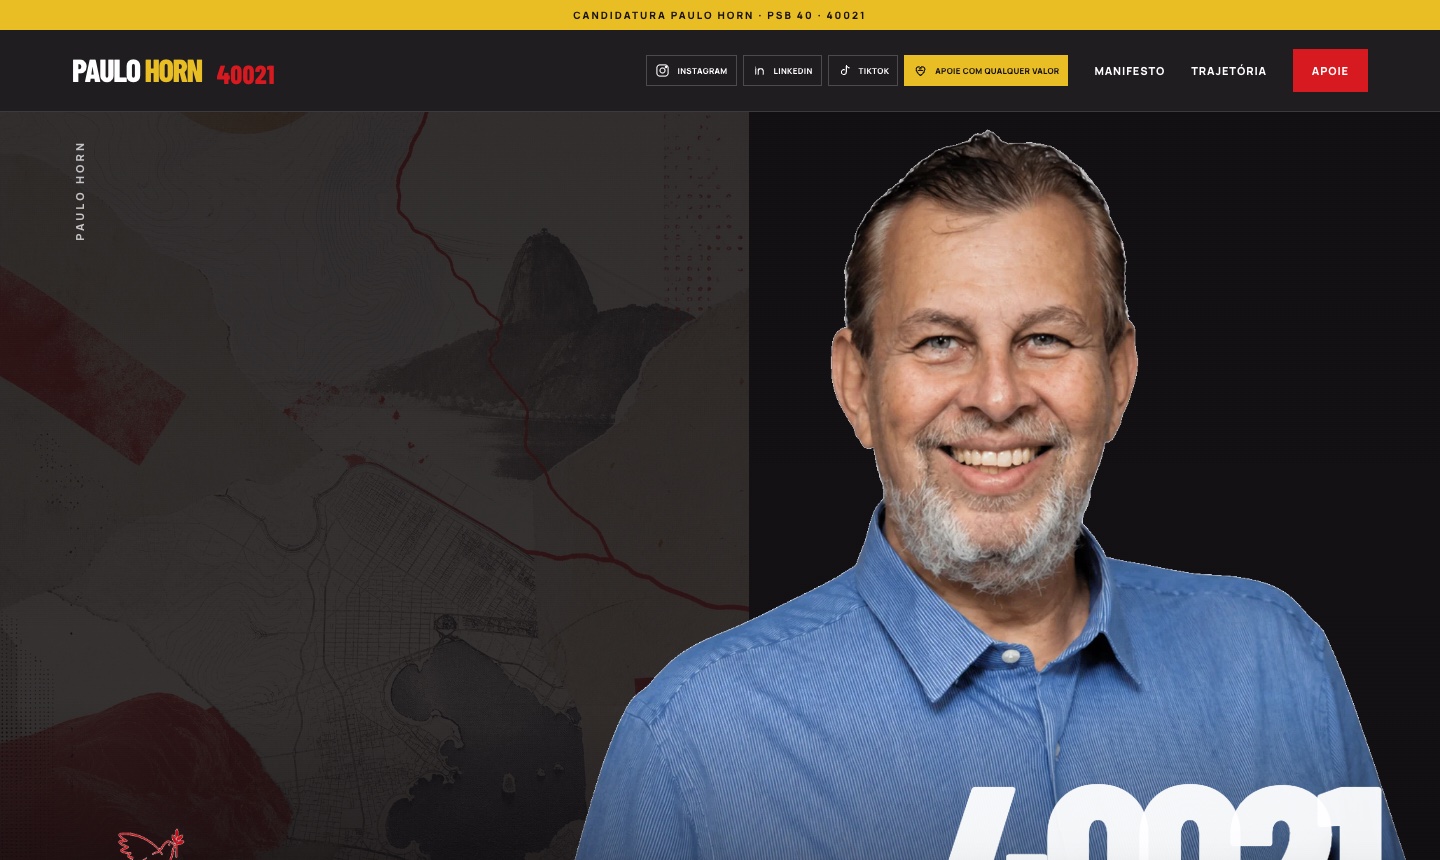 CANDIDATURA PAULO HORN · PSB 40 · 40021
PAULO HORN 40021
INSTAGRAM
LINKEDIN
TIKTOK
APOIE COM QUALQUER VALOR
MANIFESTO
TRAJETÓRIA
APOIE
PAULO HORN
40021